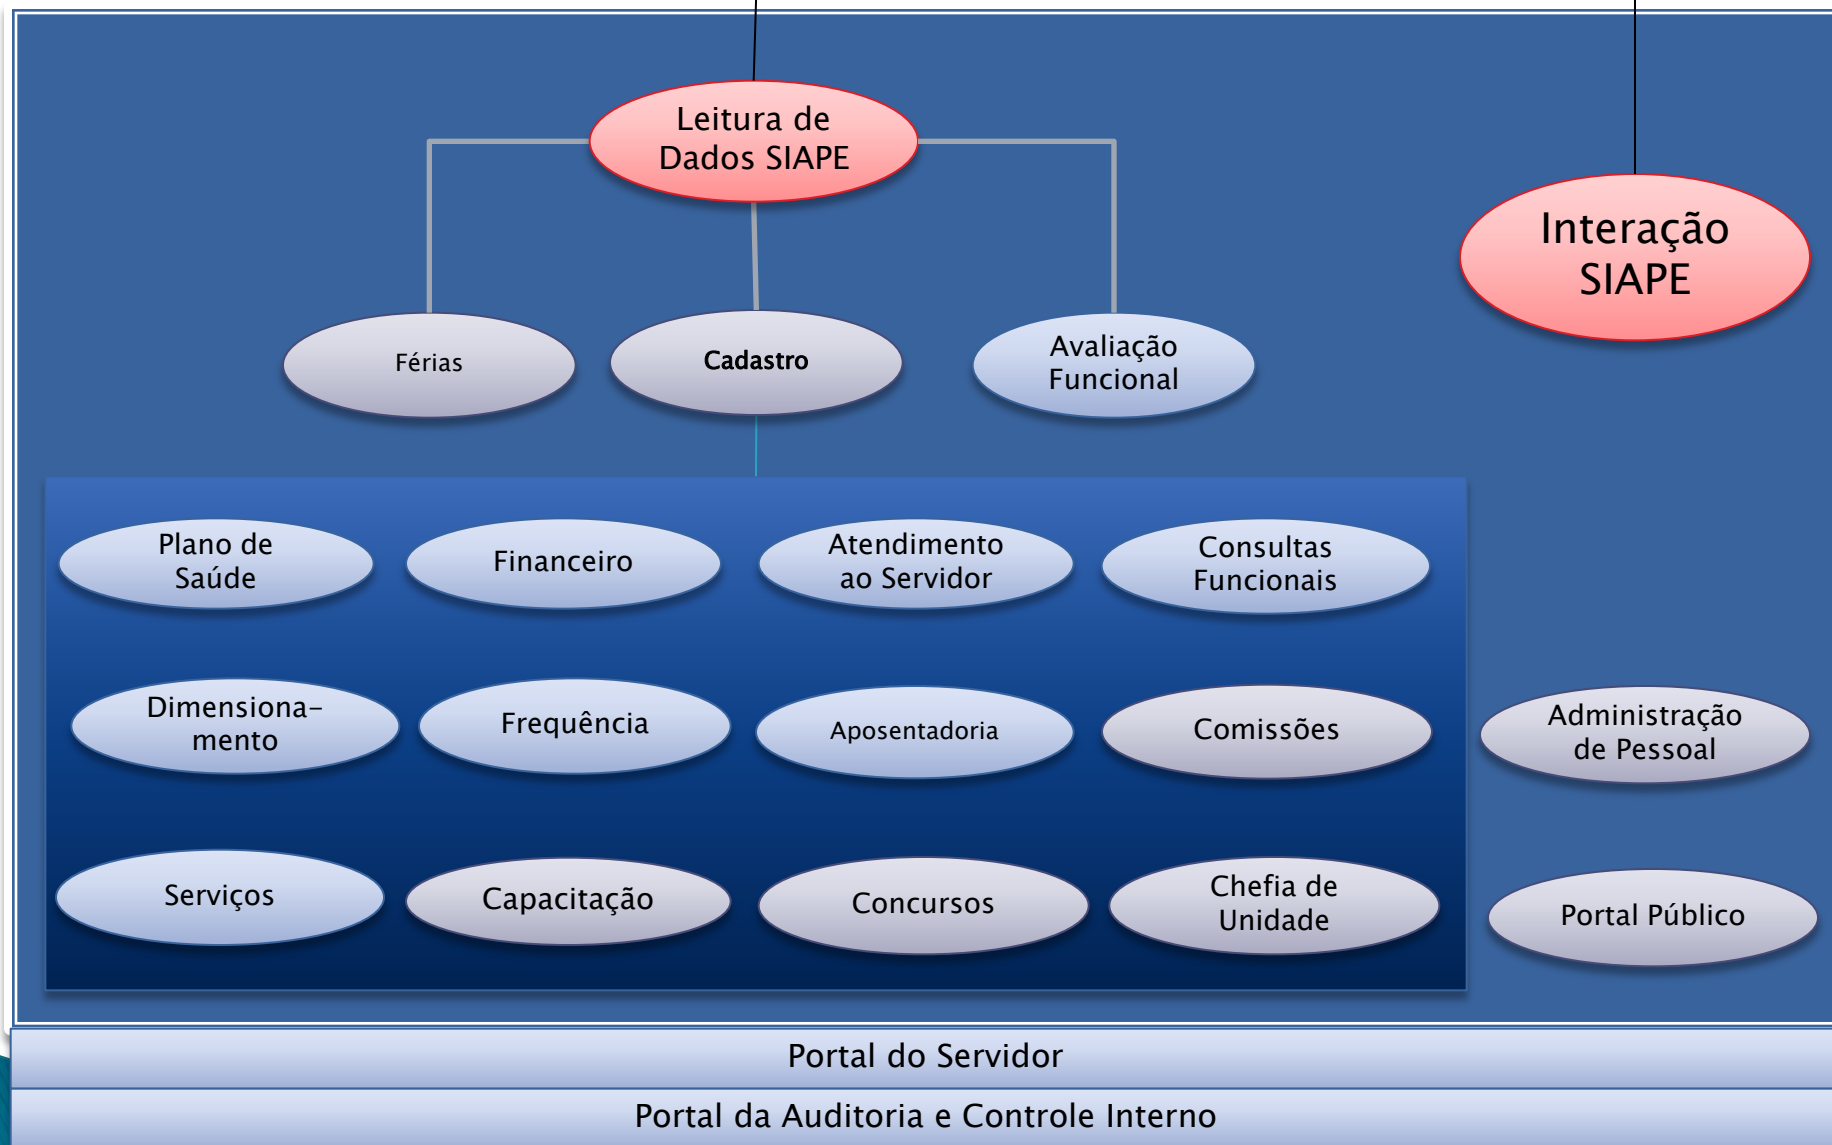 Leitura de
Dados SIAPE
Interação
SIAPE
Férias
Cadastro
Avaliação
Funcional
Plano de
Saúde
Financeiro
Atendimento
ao Servidor
Consultas
Funcionais
Dimensiona-
mento
Frequência
Aposentadoria
Comissões
Administração
de Pessoal
Serviços
Capacitação
Concursos
Chefia de
Unidade
Portal Público
Portal do Servidor
Portal da Auditoria e Controle Interno